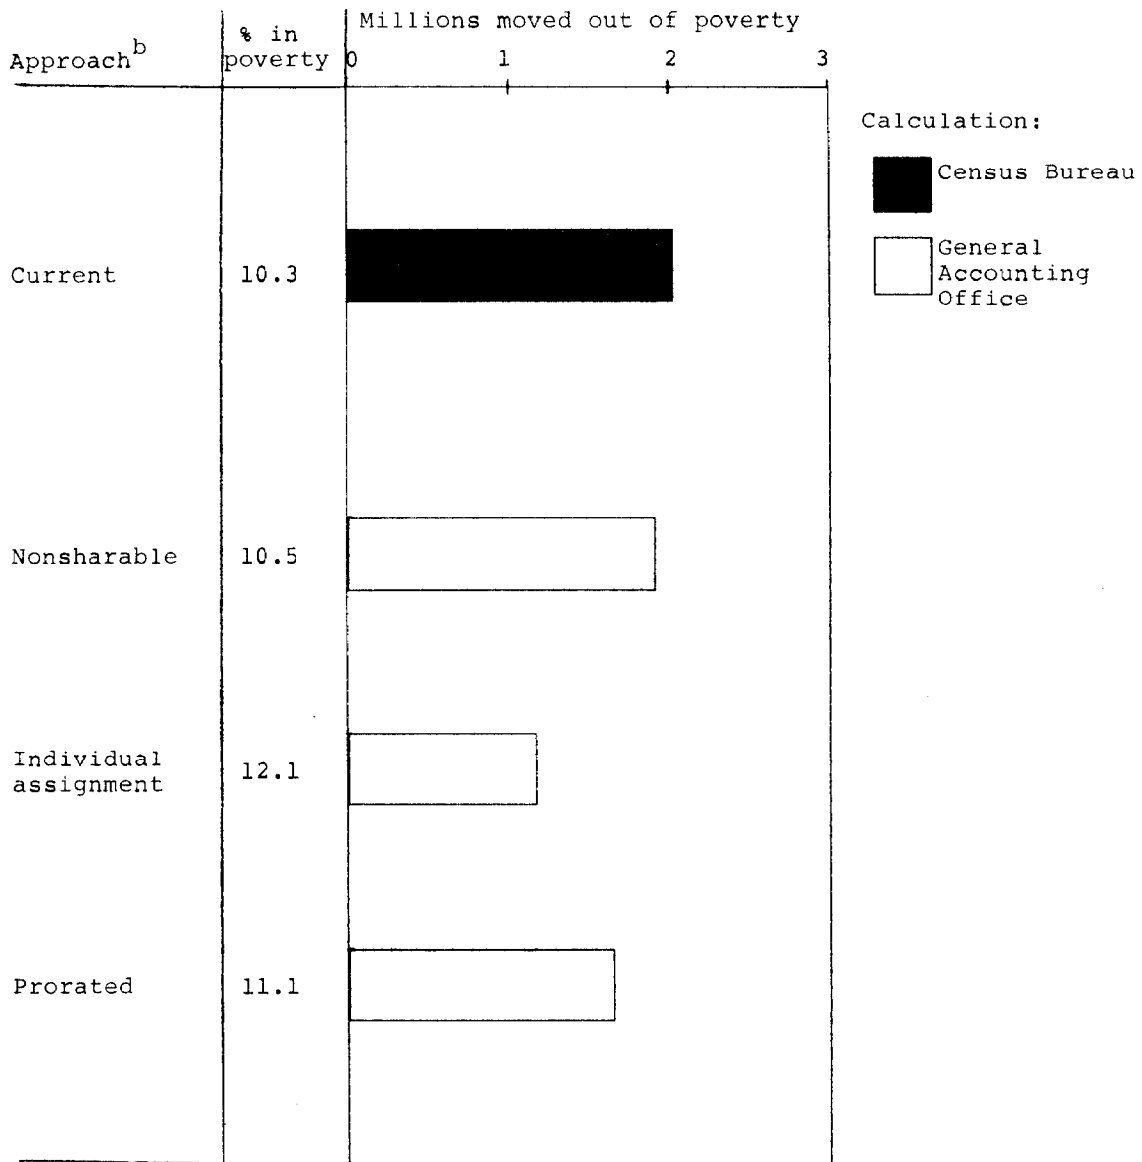 Millions moved out of poverty
Approach b
% in
poverty
0 1 2 3
Calculation:
Census Bureau
General
Accounting
Office
Current 10.3
Nonsharable 10.5
Individual
assignment
12.1
Prorated 11.1